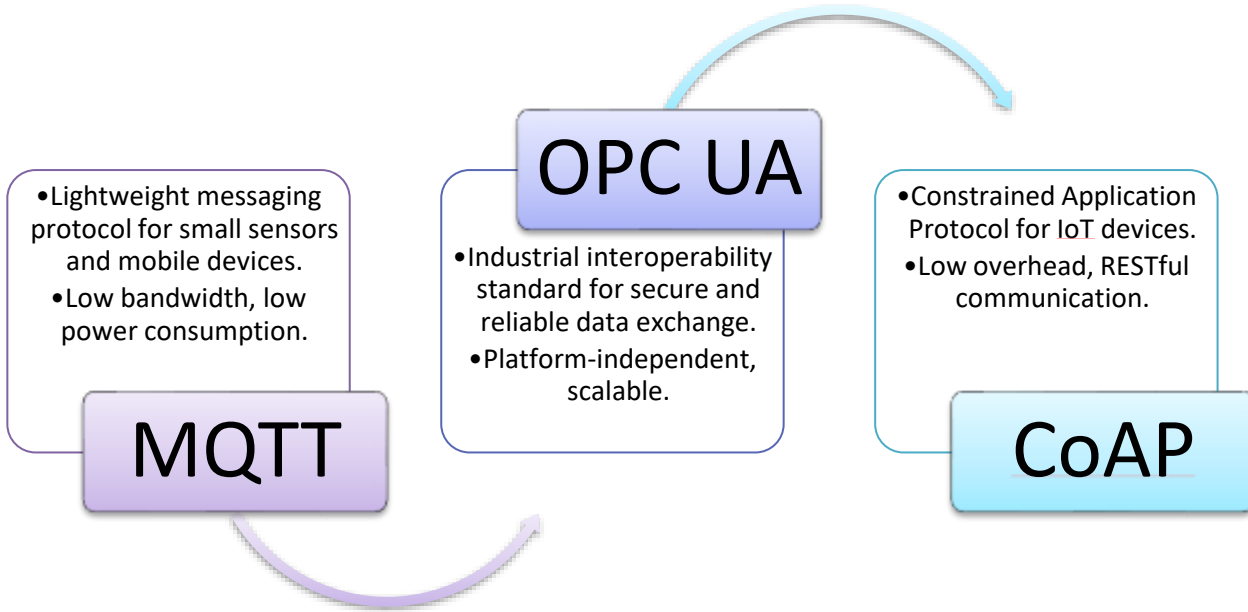 •Lightweight messaging
protocol for small sensors
and mobile devices.
•Low bandwidth, low
power consumption.
MQTT
OPC UA
•Industrial interoperability
standard for secure and
reliable data exchange.
•Platform-independent,
scalable.
•Constrained Application
Protocol for IoT devices.
•Low overhead, RESTful
communication.
CoAP